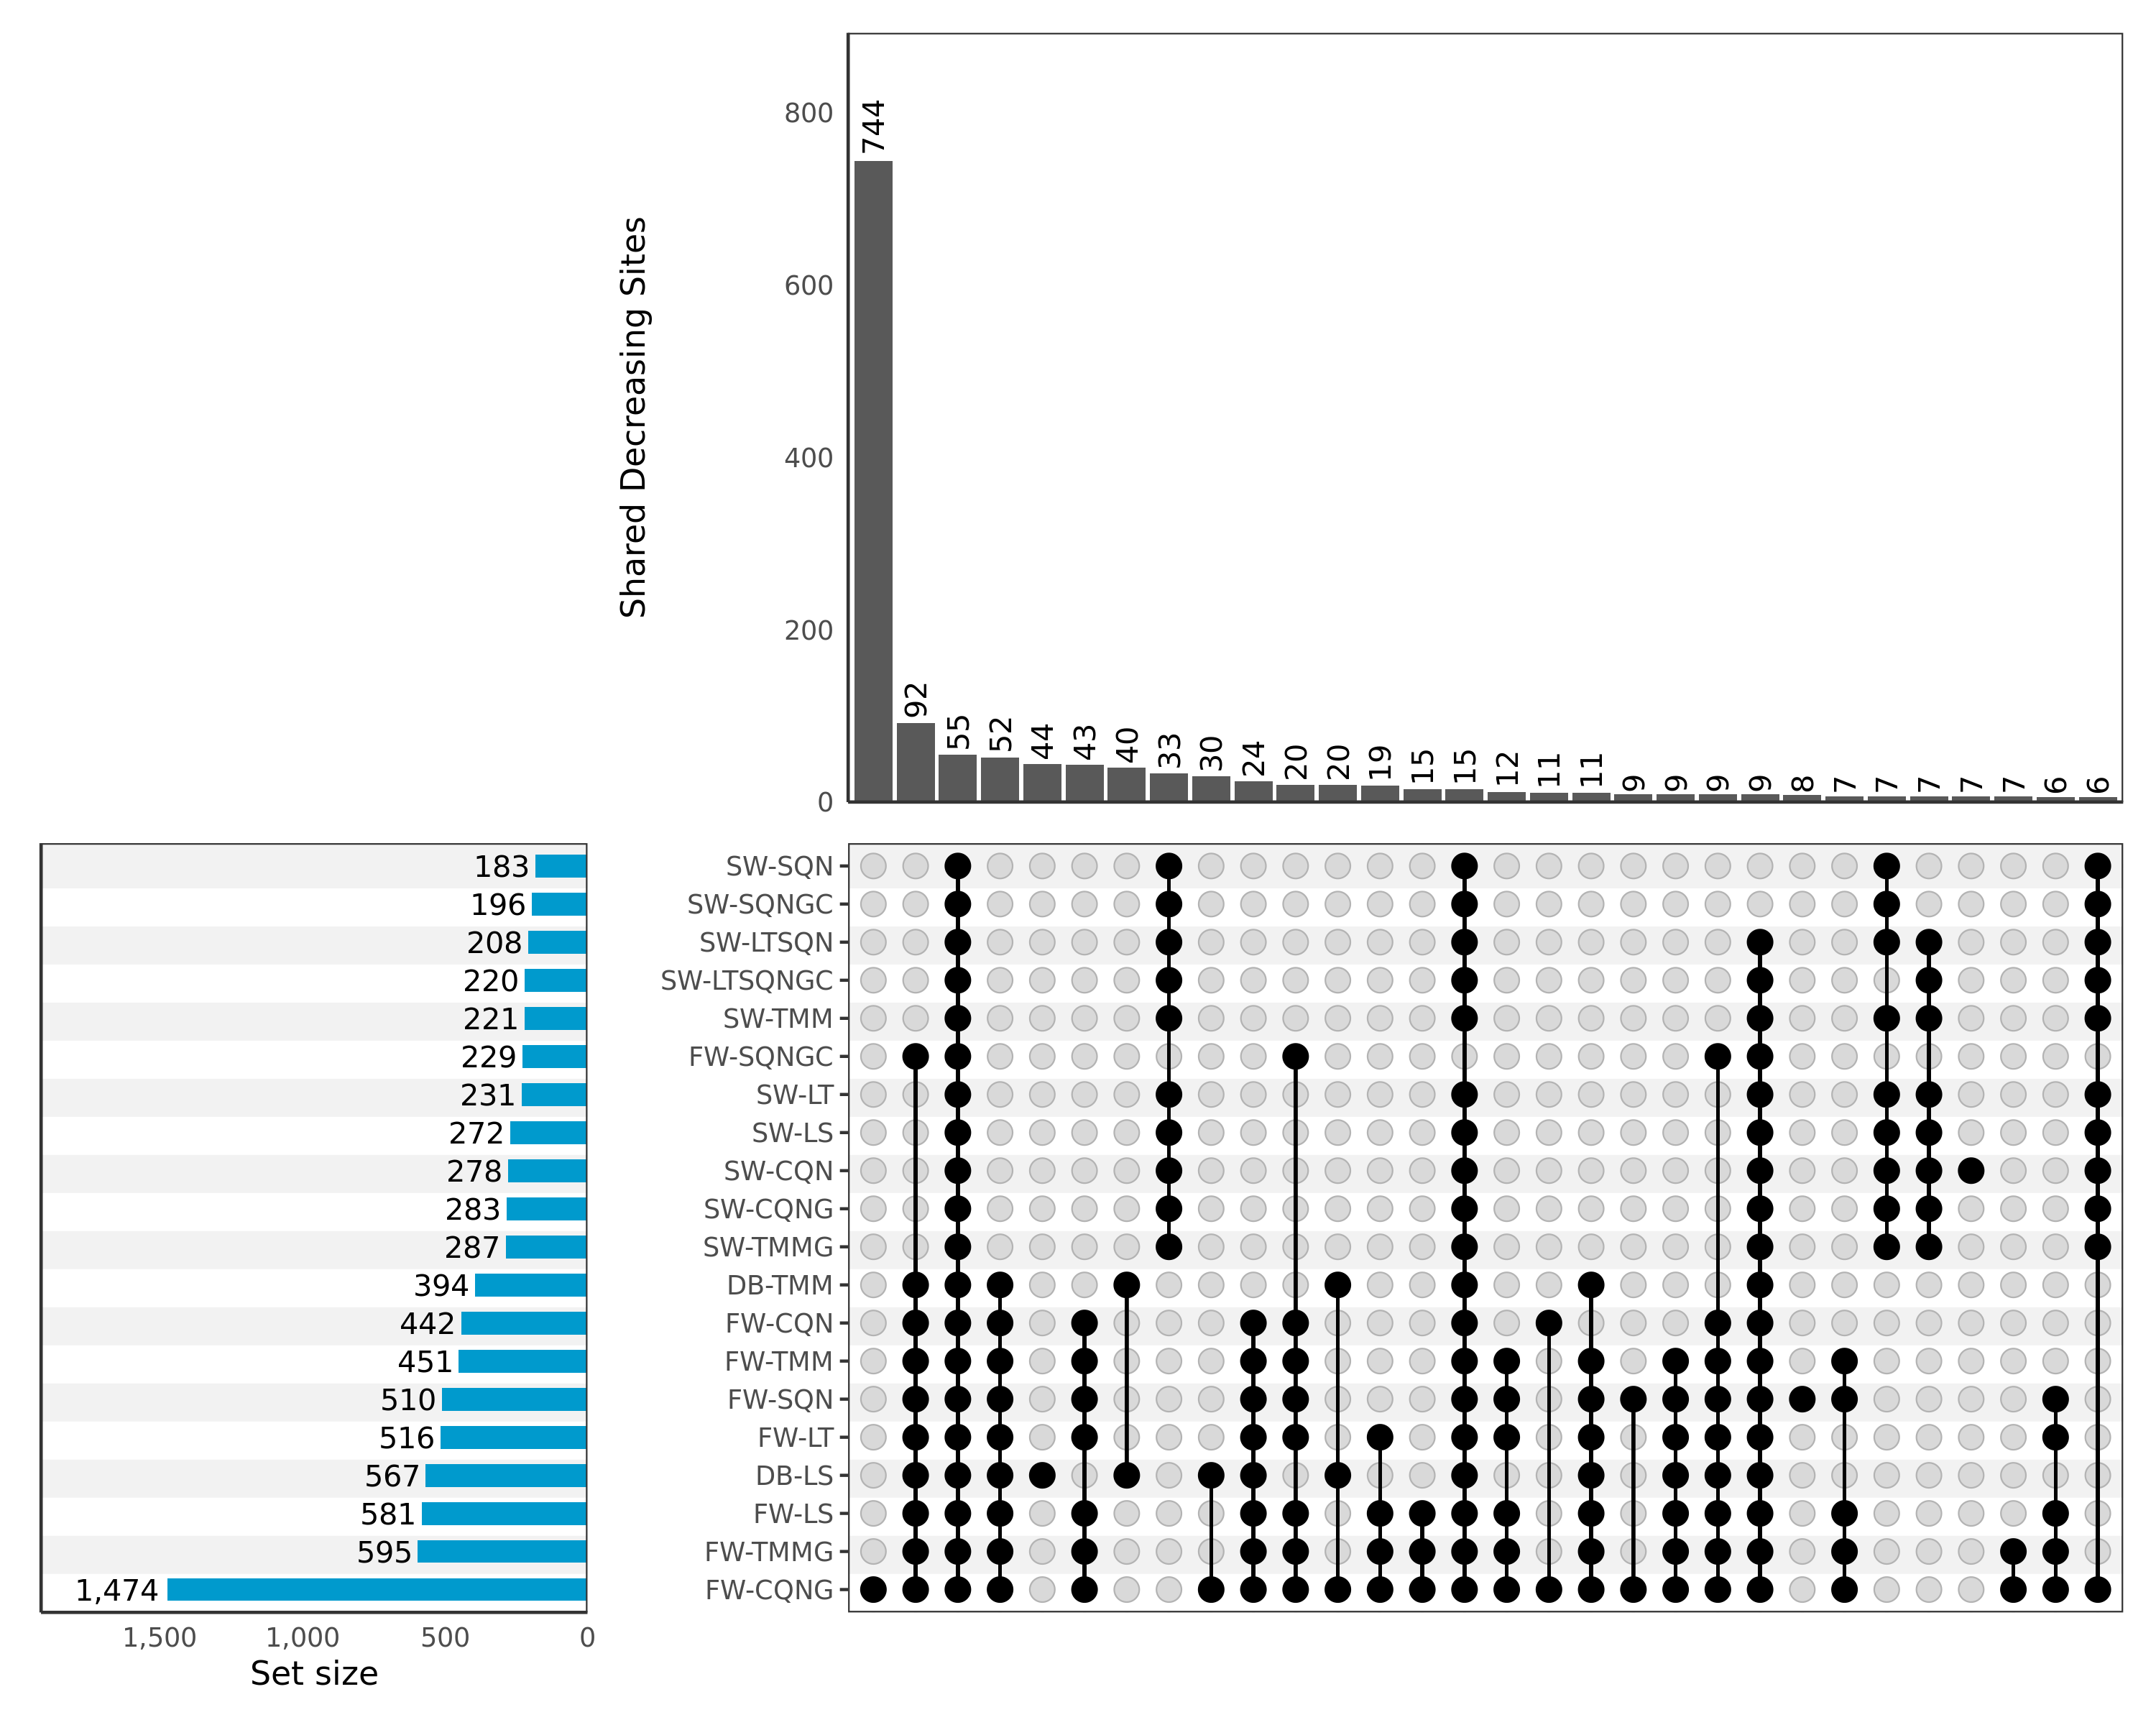 Shared Decreasing Sites
800
600
400
200
0
744
92
55
52
44
43
40
33
30
24
20
20
19
15
15
12
11
11
9
9
9
9
8
7
7
7
7
7
6
6
183
196
208
220
221
229
231
272
278
283
287
394
442
451
510
516
567
581
595
1,474
1,500 1,000 500 0
Set size
SW-SQN
SW-SQNGC
SW-LTSQN
SW-LTSQNGC
SW-TMM
FW-SQNGC
SW-LT
SW-LS
SW-CQN
SW-CQNG
SW-TMMG
DB-TMM
FW-CQN
FW-TMM
FW-SQN
FW-LT
DB-LS
FW-LS
FW-TMMG
FW-CQNG